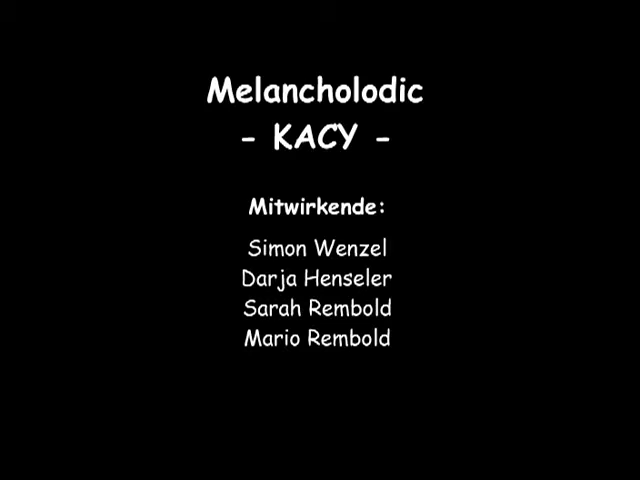 Melancholodic
- KACY -
Mitwirkende:
Simon Wenzel
Darja Henseler
Sarah Rembold
Mario Rembold